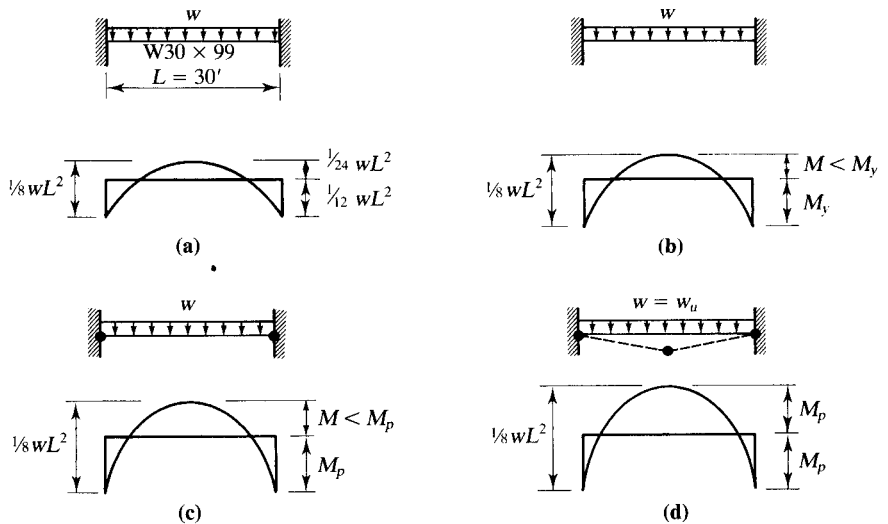 w
W30 × 99
L = 30'
⅛ wL²
1/24 wL²
1/12 wL²
(a)
w
⅛ wL²
M < My
My
(b)
w
⅛ wL²
M < Mp
Mp
(c)
w = wu
⅛ wL²
Mp
Mp
(d)